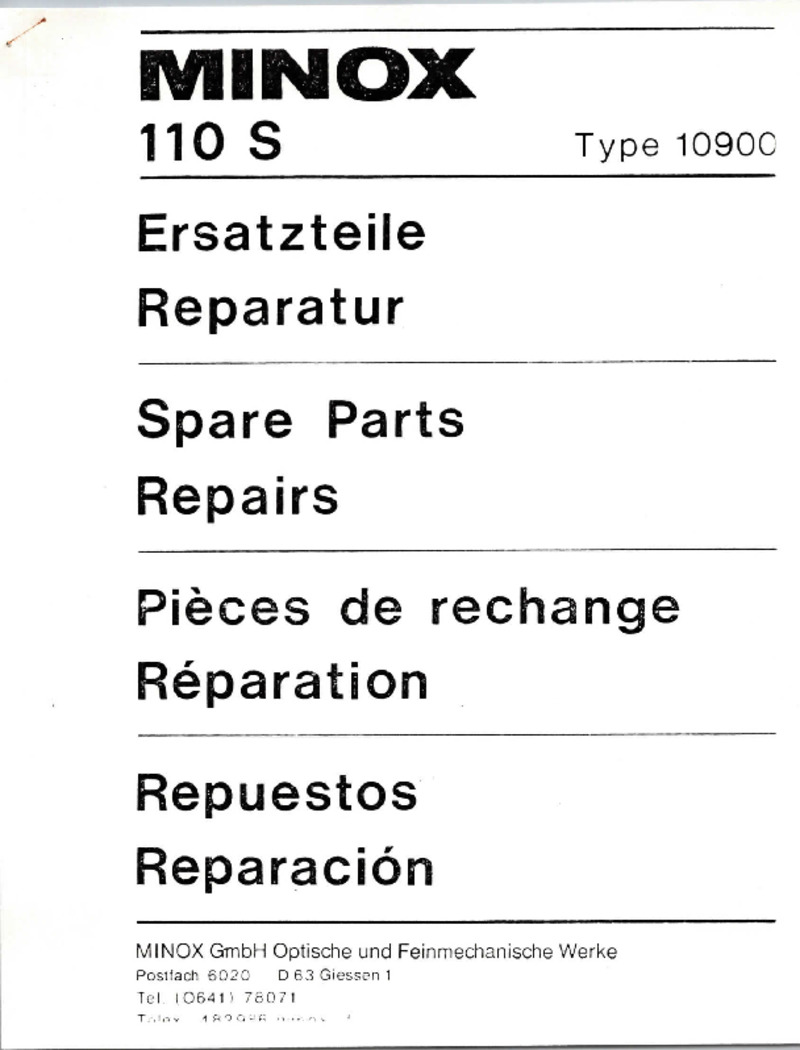 MINOX
110 S Type 10900
Ersatzteile
Reparatur
Spare Parts
Repairs
Pièces de rechange
Réparation
Repuestos
Reparación
MINOX GmbH Optische und Feinmechanische Werke
Postfach 6020 D 63 Giessen 1
Tel. (0641) 78071